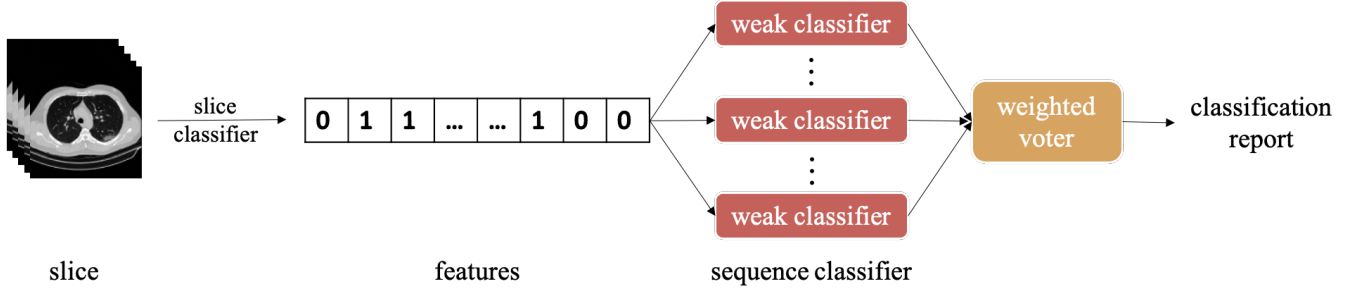 slice
classifier
0 1 1 ... ... 1 0 0
weak classifier
weak classifier
weak classifier
weighted
voter
classification
report
slice
features
sequence classifier